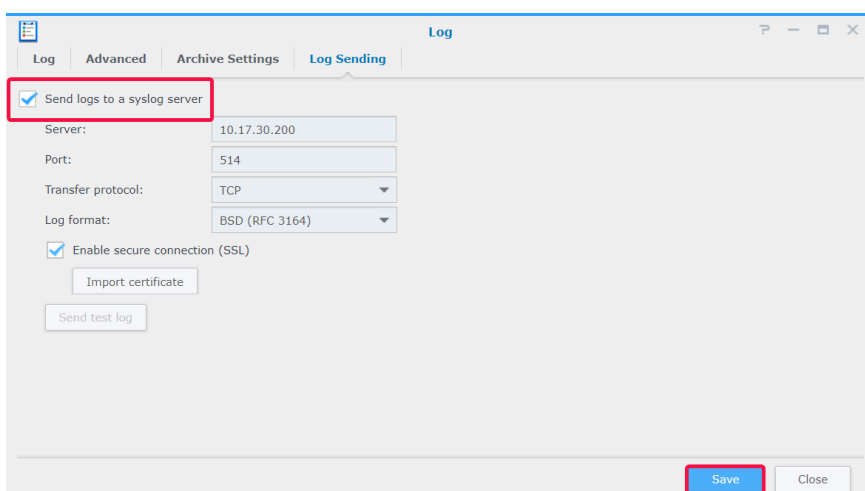 Log
Log Advanced Archive Settings Log Sending
Send logs to a syslog server
Server: 10.17.30.200
Port: 514
Transfer protocol: TCP
Log format: BSD (RFC 3164)
Enable secure connection (SSL)
Import certificate
Send test log
Save Close